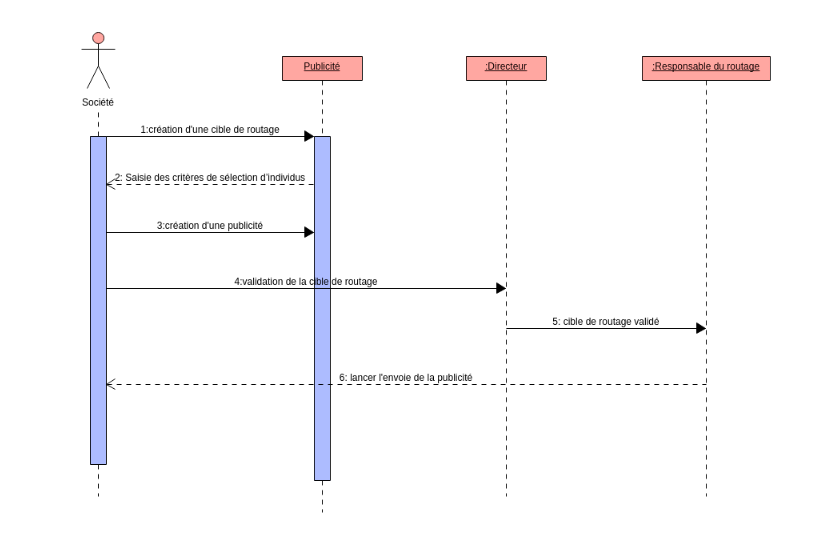 Publicité
:Directeur
:Responsable du routage
Société
1:création d'une cible de routage
2: Saisie des critères de sélection d'individus
3:création d'une publicité
4:validation de la cible de routage
5: cible de routage validé
6: lancer l'envoie de la publicité